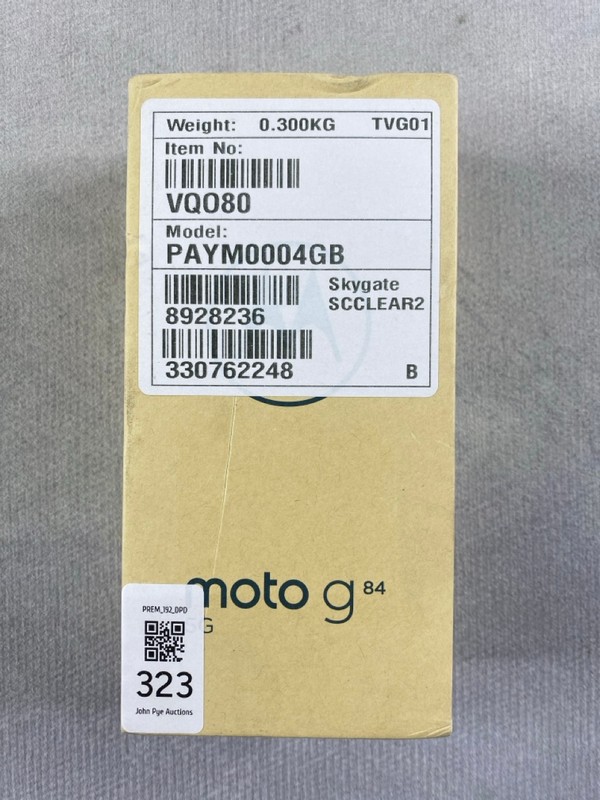 Weight: 0.300KG TVG01
Item No:
VQO80
Model:
PAYM0004GB
Skygate
SCCLEAR2
8928236
330762248 B
moto g 84
5G
PREM_192_DPD
323
John Pye Auctions